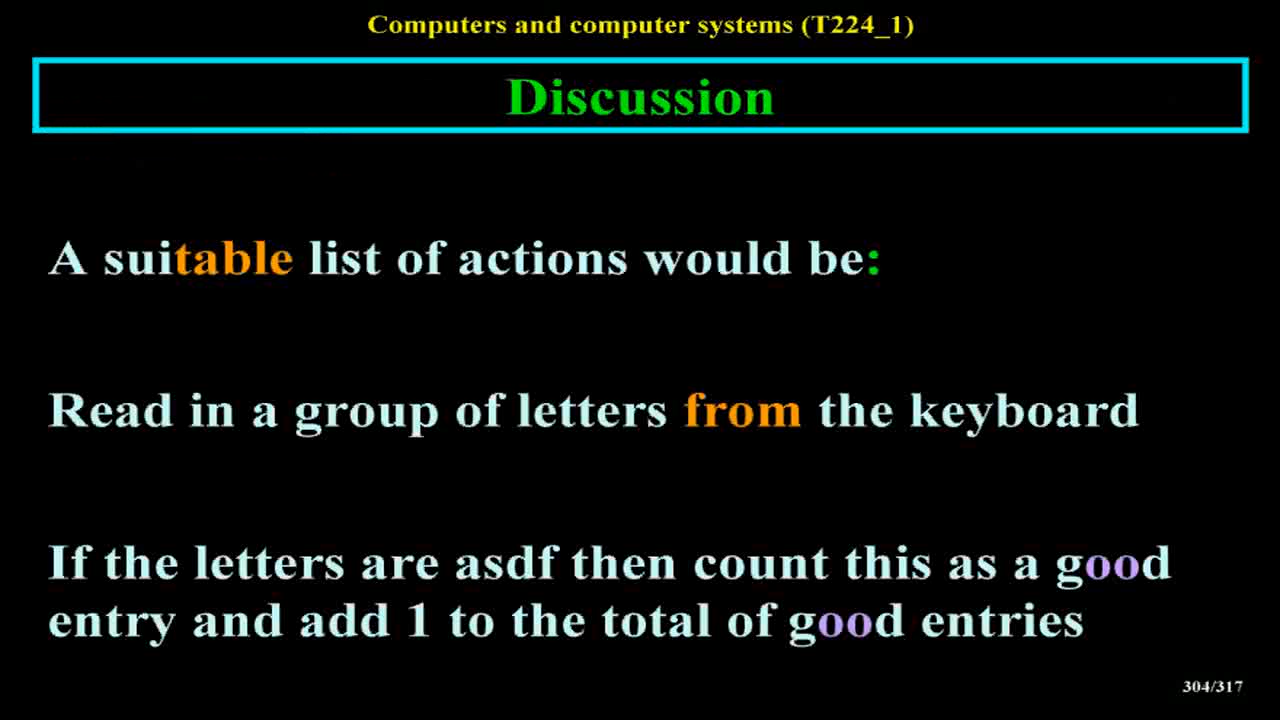 Computers and computer systems (T224_1)
Discussion
A suitable list of actions would be:
Read in a group of letters from the keyboard
If the letters are asdf then count this as a good
entry and add 1 to the total of good entries
304/317